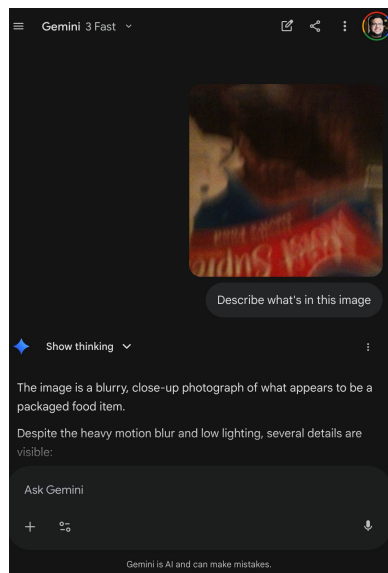 Gemini 3 Fast
Describe what's in this image
Show thinking
The image is a blurry, close-up photograph of what appears to be a
packaged food item.
Despite the heavy motion blur and low lighting, several details are
visible:
Ask Gemini
Gemini is AI and can make mistakes.